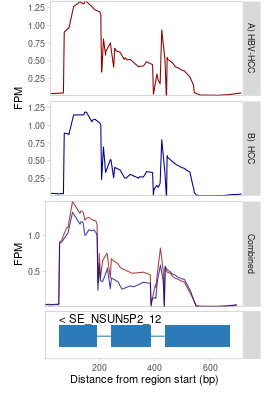 1.25
1.00
0.75
0.50
0.25
A) HBV-HCC
FPM
1.25
1.00
0.75
0.50
0.25
B) HCC
1.0
0.5
FPM
Combined
< SE_NSUN5P2_12
200
400
600
Distance from region start (bp)